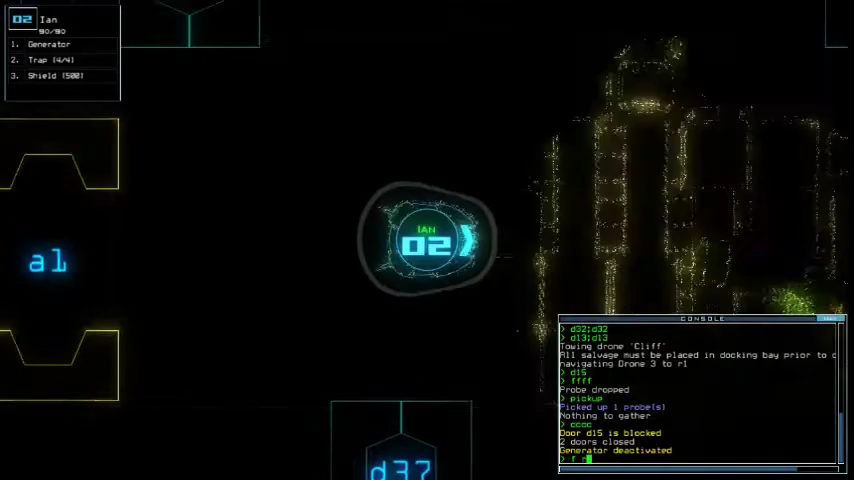 02 Ian
90/90
1. Generator
2. Trap (4/4)
3. Shield (500)
a1
IAN
02
d37
CONSOLE
> d32;d32
> d13;d13
Towing drone 'Cliff'
All salvage must be placed in docking bay prior to d
navigating Drone 3 to r1
> d15
> ffff
Probe dropped
> pickup
Picked up 1 probe(s)
Nothing to gather
> cccc
Door d15 is blocked
2 doors closed
Generator deactivated
> f r